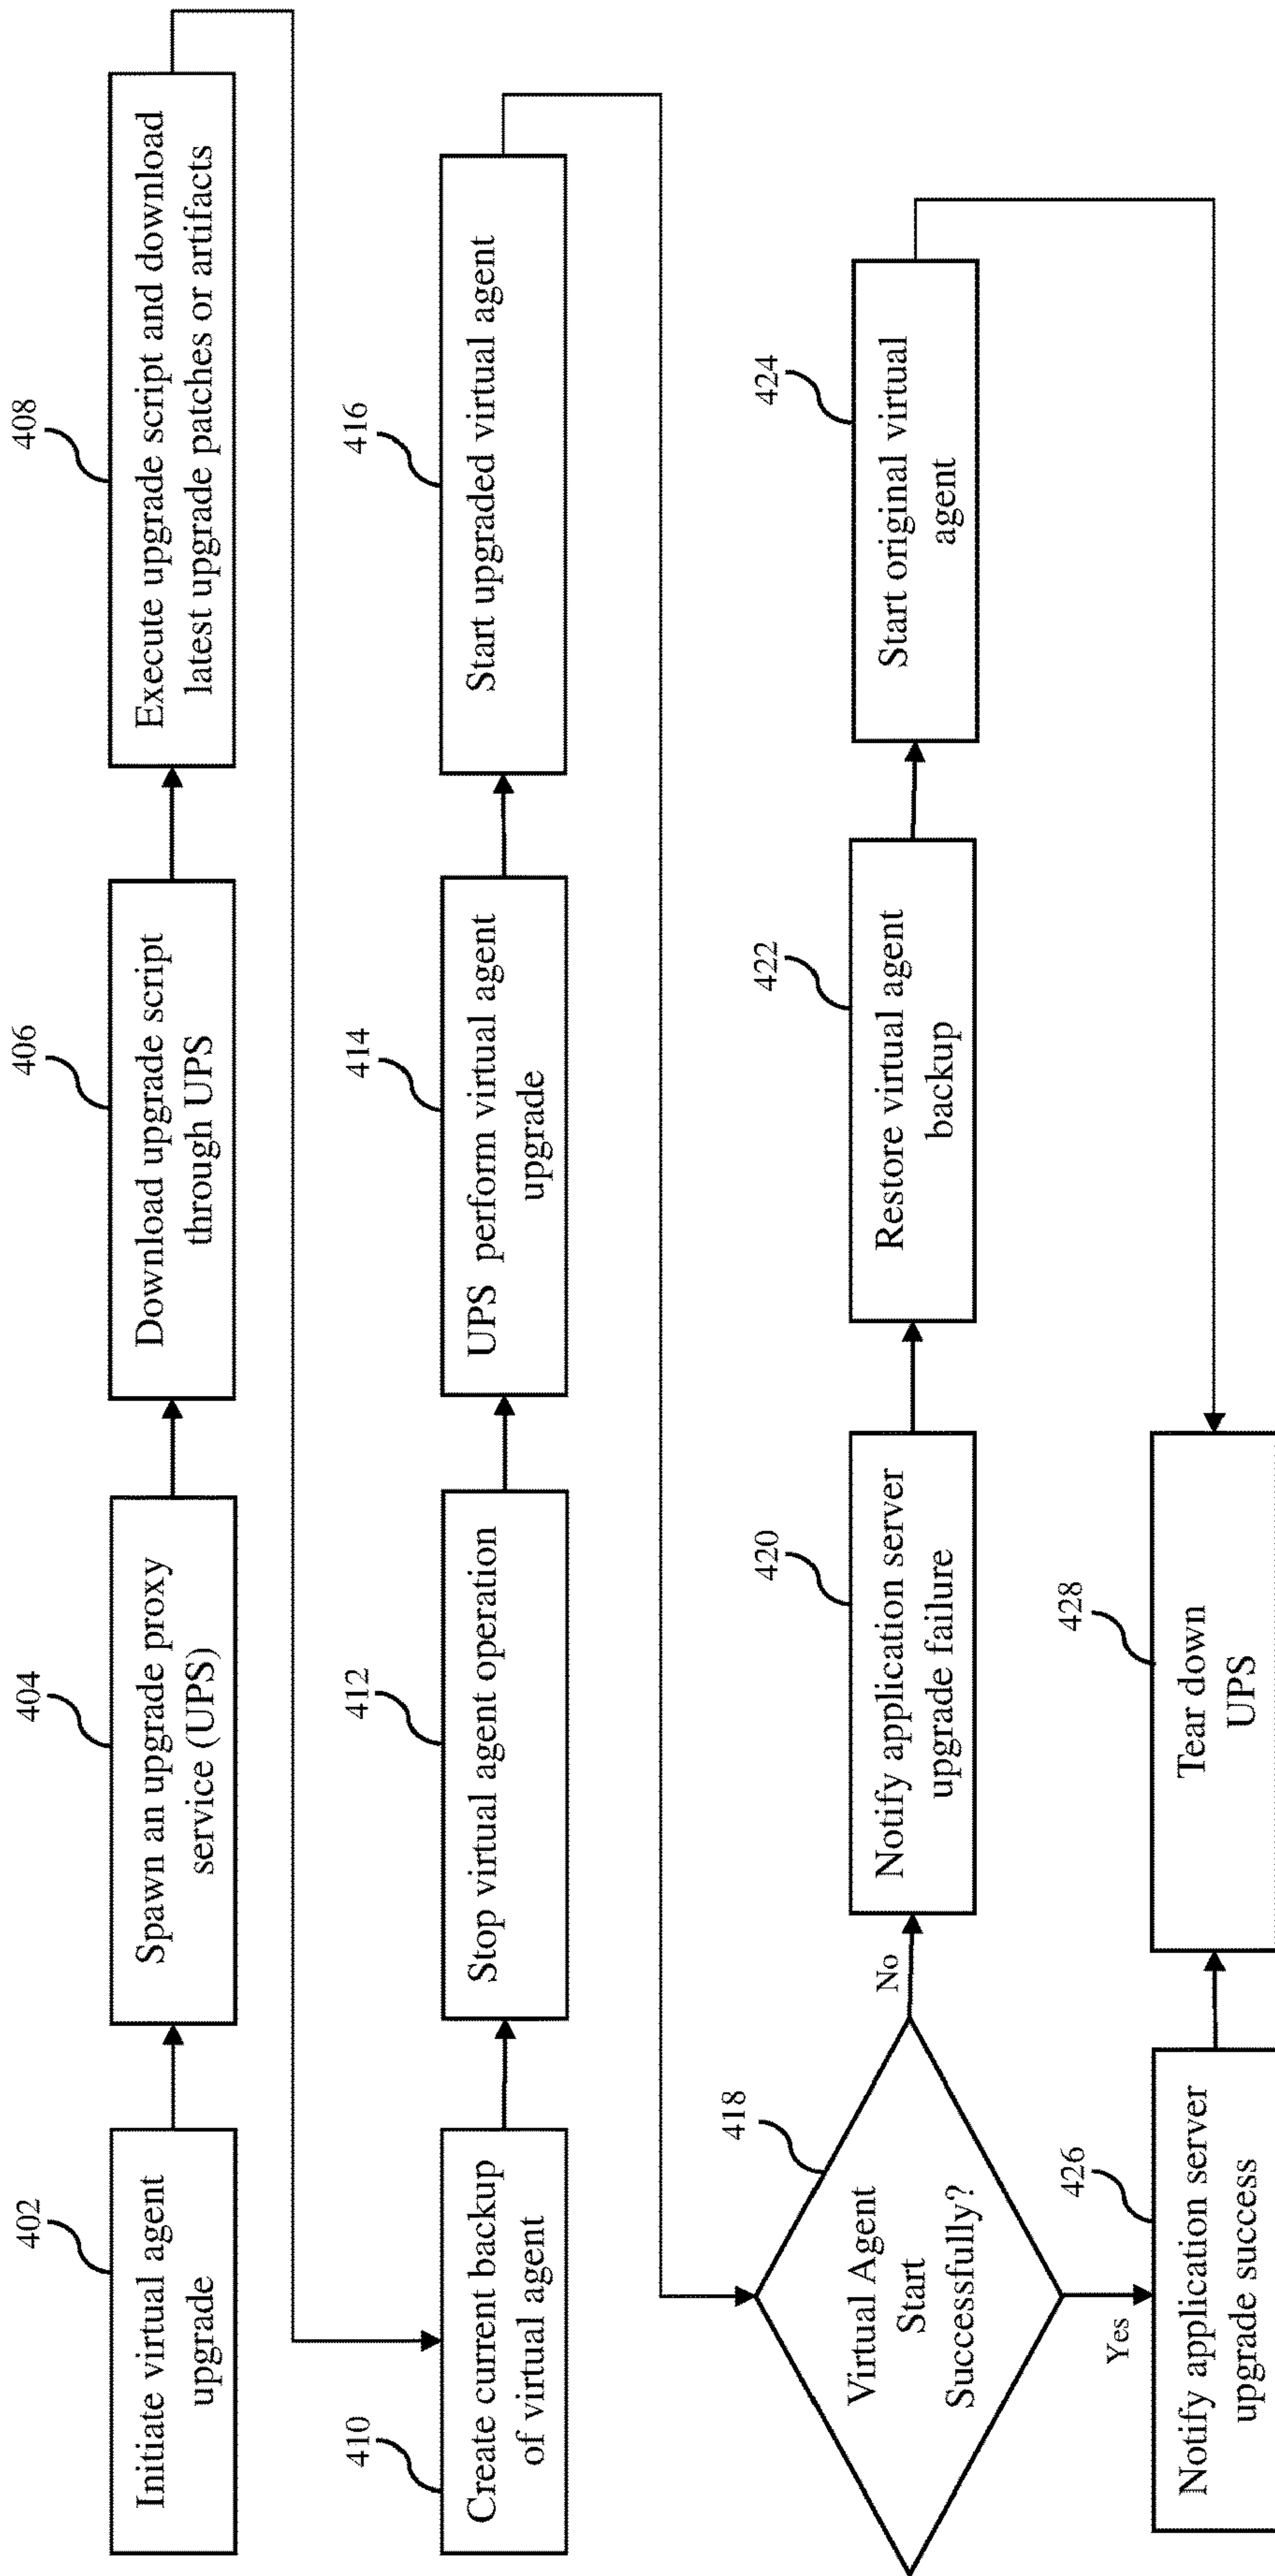 402
Initiate virtual agent
upgrade
404
Spawn an upgrade proxy
service (UPS)
406
Download upgrade script
through UPS
408
Execute upgrade script and download
latest upgrade patches or artifacts
410
Create current backup
of virtual agent
412
Stop virtual agent operation
414
UPS perform virtual agent
upgrade
416
Start upgraded virtual agent
418
Virtual Agent
Start
Successfully?
No
420
Notify application server
upgrade failure
422
Restore virtual agent
backup
424
Start original virtual
agent
Yes
426
Notify application server
upgrade success
428
Tear down
UPS